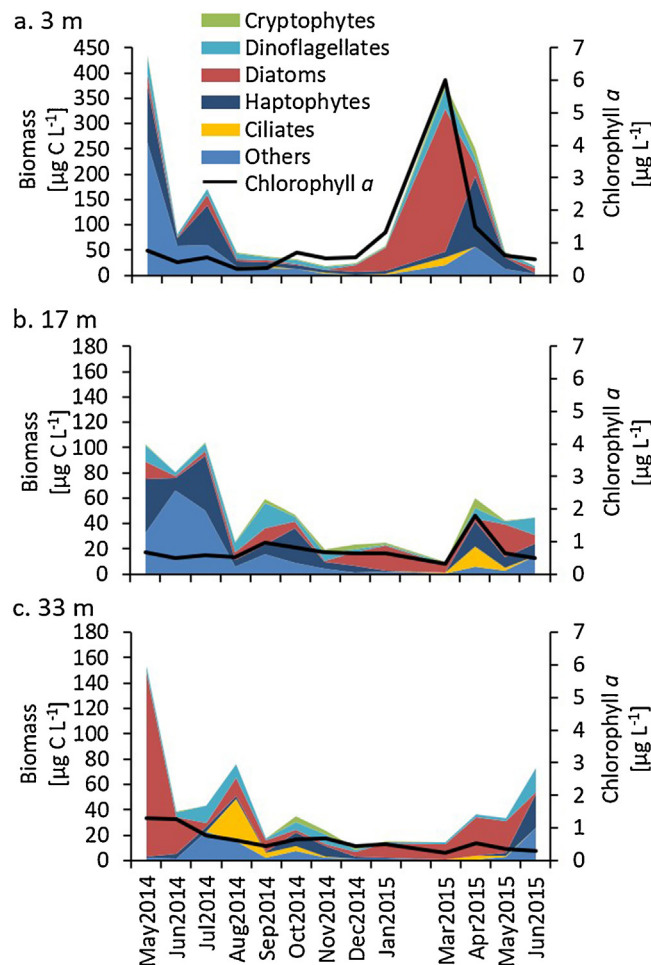 a. 3 m
Cryptophytes
Dinoflagellates
Diatoms
Haptophytes
Ciliates
Others
Chlorophyll a
450
400
350
300
250
200
150
100
50
0
Biomass
[µg C L-1]
7
6
5
4
3
2
1
0
Chlorophyll a
[µg L-1]
b. 17 m
180
160
140
120
100
80
60
40
20
0
Biomass
[µg C L-1]
7
6
5
4
3
2
1
0
Chlorophyll a
[µg L-1]
c. 33 m
180
160
140
120
100
80
60
40
20
0
Biomass
[µg C L-1]
7
6
5
4
3
2
1
0
Chlorophyll a
[µg L-1]
May2014
Jun2014
Jul2014
Aug2014
Sep2014
Oct2014
Nov2014
Dec2014
Jan2015
Mar2015
Apr2015
May2015
Jun2015